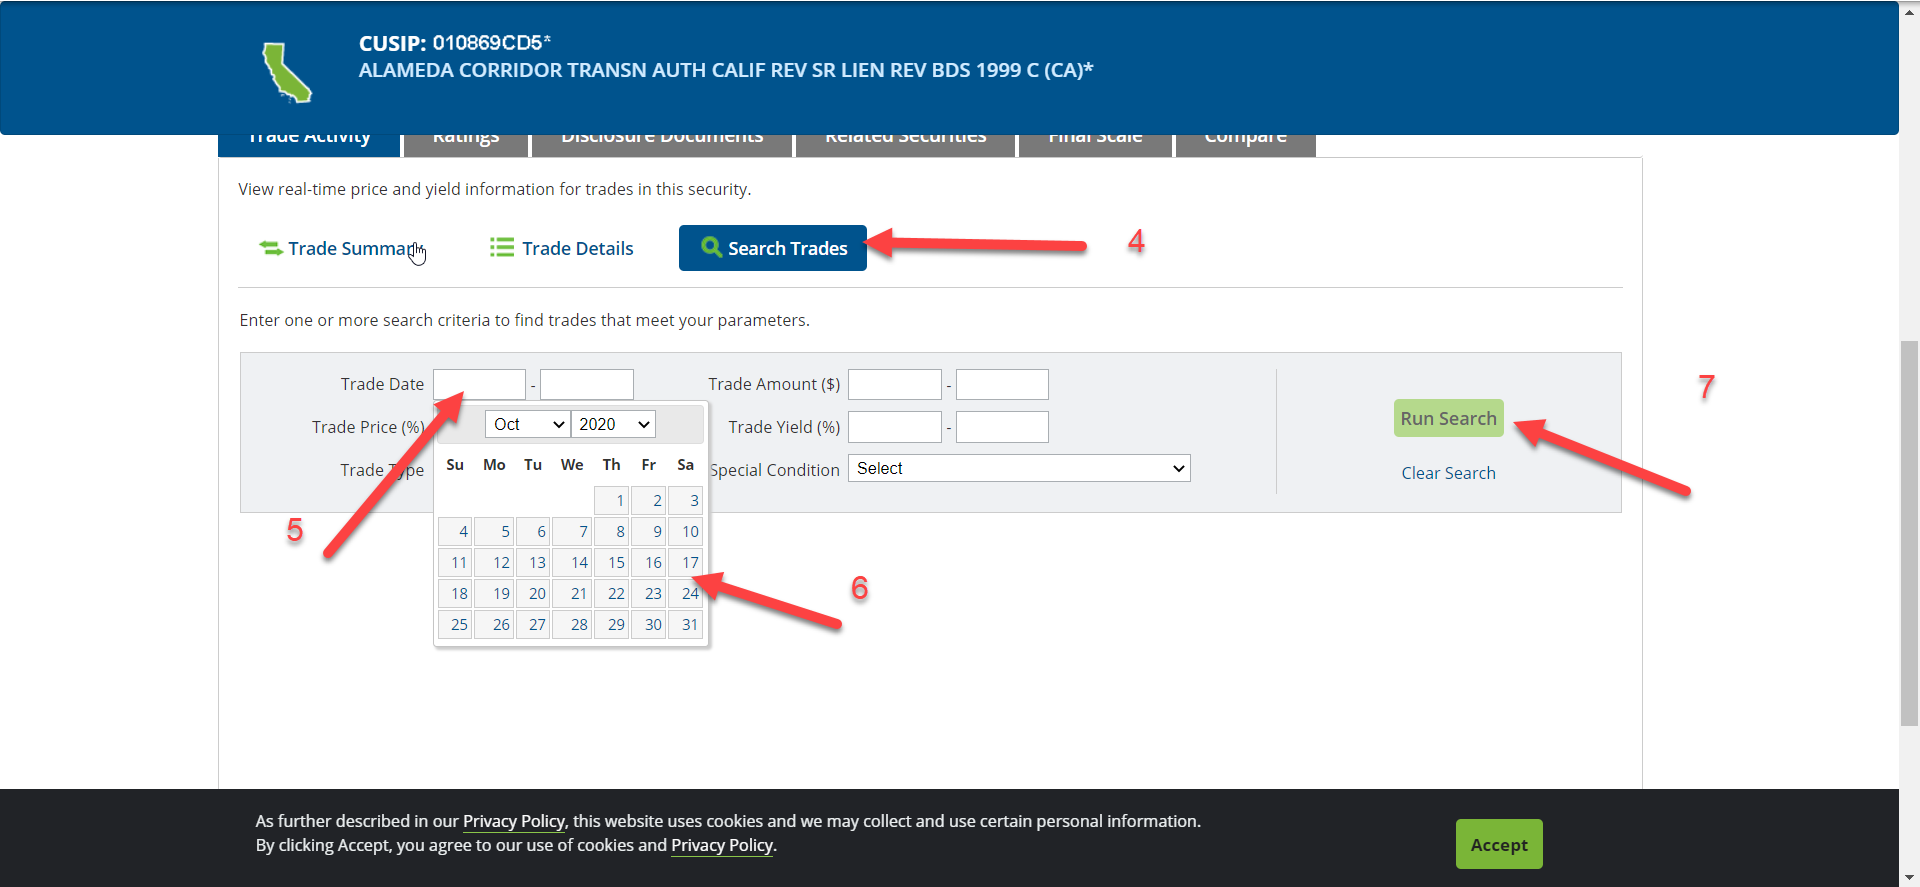 CUSIP: 010869CD5*
ALAMEDA CORRIDOR TRANSN AUTH CALIF REV SR LIEN REV BDS 1999 C (CA)*
Trade Activity Ratings Disclosure Documents Related Securities Final Scale Compare
View real-time price and yield information for trades in this security.
Trade Summary Trade Details Search Trades 4
Enter one or more search criteria to find trades that meet your parameters.
Trade Date - Trade Amount ($) -
7
Trade Price (%) Oct 2020 Trade Yield (%) - Run Search
Trade Type Su Mo Tu We Th Fr Sa Special Condition Select Clear Search
1 2 3
5
4 5 6 7 8 9 10
11 12 13 14 15 16 17
6
18 19 20 21 22 23 24
25 26 27 28 29 30 31
As further described in our Privacy Policy, this website uses cookies and we may collect and use certain personal information.
By clicking Accept, you agree to our use of cookies and Privacy Policy.
Accept